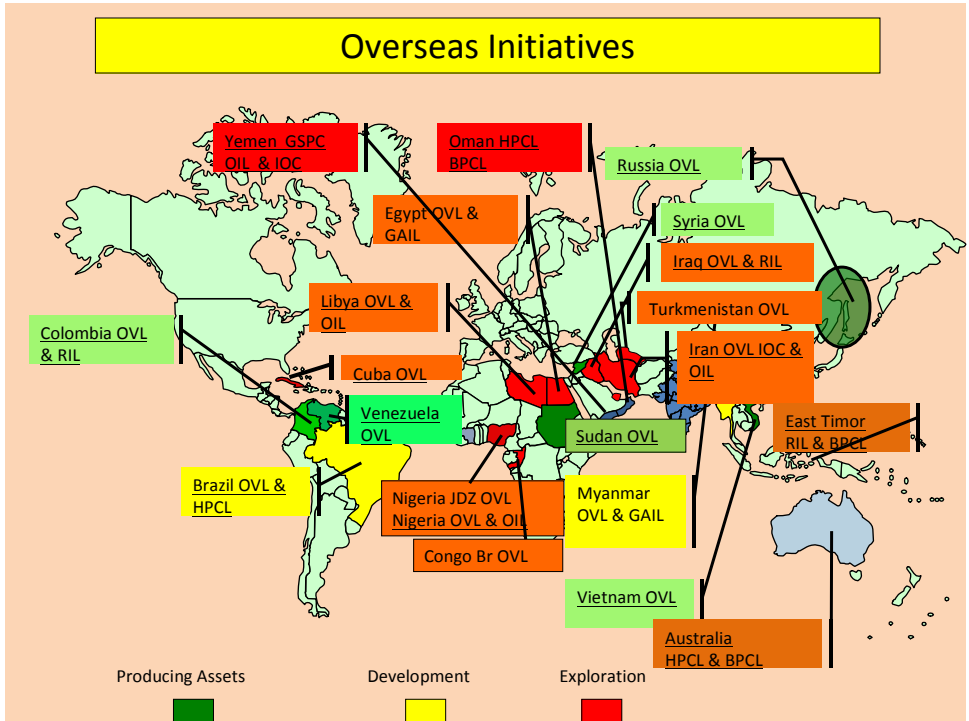 Overseas Initiatives
Yemen GSPC
OIL & IOC
Oman HPCL
BPCL
Russia OVL
Egypt OVL &
GAIL
Syria OVL
Iraq OVL & RIL
Libya OVL &
OIL
Turkmenistan OVL
Colombia OVL
& RIL
Iran OVL IOC &
OIL
Cuba OVL
Venezuela
OVL
Sudan OVL
East Timor
RIL & BPCL
Brazil OVL &
HPCL
Nigeria JDZ OVL
Nigeria OVL & OIL
Myanmar
OVL & GAIL
Congo Br OVL
Vietnam OVL
Australia
HPCL & BPCL
Producing Assets
Development
Exploration